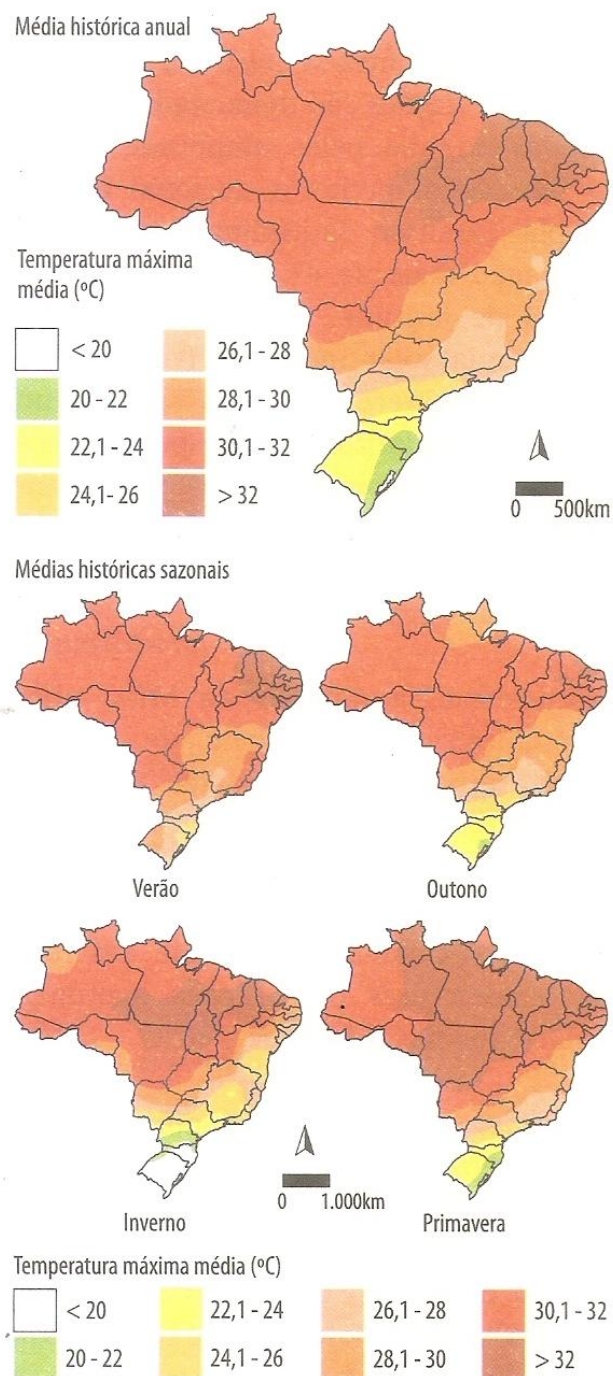 Média histórica anual
Temperatura máxima
média (ºC)
< 20
26,1 - 28
20 - 22
28,1 - 30
22,1 - 24
30,1 - 32
24,1- 26
> 32
0 500km
Médias históricas sazonais
Verão
Outono
Inverno
0 1.000km
Primavera
Temperatura máxima média (ºC)
< 20
22,1 - 24
26,1 - 28
30,1 - 32
20 - 22
24,1 - 26
28,1 - 30
> 32